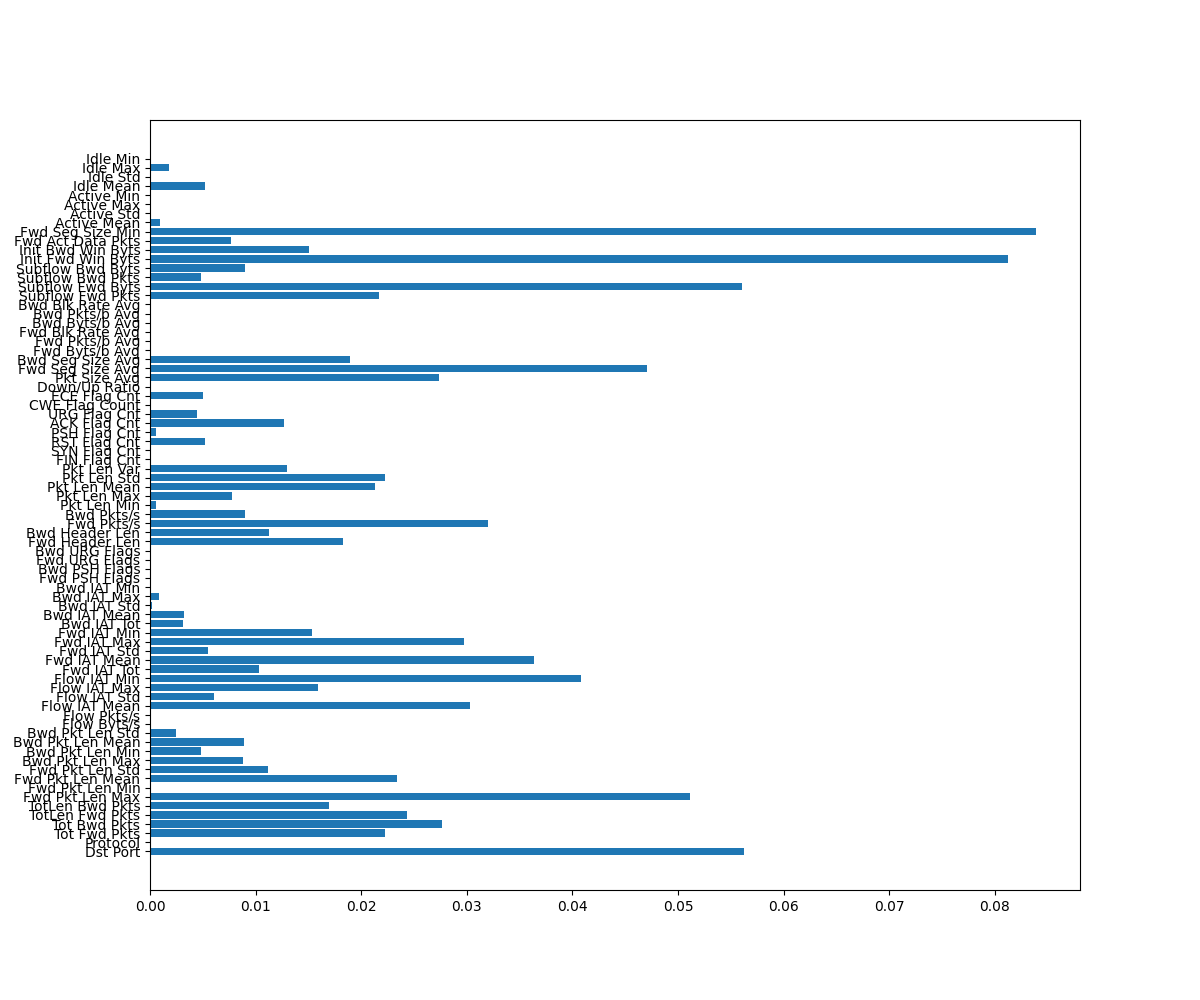 Idle Min
Idle Max
Idle Std
Idle Mean
Active Min
Active Max
Active Std
Active Mean
Fwd Seg Size Min
Fwd Act Data Pkts
Init Bwd Win Byts
Init Fwd Win Byts
Subflow Bwd Byts
Subflow Bwd Pkts
Subflow Fwd Byts
Subflow Fwd Pkts
Bwd Blk Rate Avg
Bwd Pkts/b Avg
Bwd Byts/b Avg
Fwd Blk Rate Avg
Fwd Pkts/b Avg
Fwd Byts/b Avg
Bwd Seg Size Avg
Fwd Seg Size Avg
Pkt Size Avg
Down/Up Ratio
ECE Flag Cnt
CWE Flag Count
URG Flag Cnt
ACK Flag Cnt
PSH Flag Cnt
RST Flag Cnt
SYN Flag Cnt
FIN Flag Cnt
Pkt Len Var
Pkt Len Std
Pkt Len Mean
Pkt Len Max
Pkt Len Min
Bwd Pkts/s
Fwd Pkts/s
Bwd Header Len
Fwd Header Len
Bwd URG Flags
Fwd URG Flags
Bwd PSH Flags
Fwd PSH Flags
Bwd IAT Min
Bwd IAT Max
Bwd IAT Std
Bwd IAT Mean
Bwd IAT Tot
Fwd IAT Min
Fwd IAT Max
Fwd IAT Std
Fwd IAT Mean
Fwd IAT Tot
Flow IAT Min
Flow IAT Max
Flow IAT Std
Flow IAT Mean
Flow Pkts/s
Flow Byts/s
Bwd Pkt Len Std
Bwd Pkt Len Mean
Bwd Pkt Len Min
Bwd Pkt Len Max
Fwd Pkt Len Std
Fwd Pkt Len Mean
Fwd Pkt Len Min
Fwd Pkt Len Max
TotLen Bwd Pkts
TotLen Fwd Pkts
Tot Bwd Pkts
Tot Fwd Pkts
Protocol
Dst Port
0.00 0.01 0.02 0.03 0.04 0.05 0.06 0.07 0.08